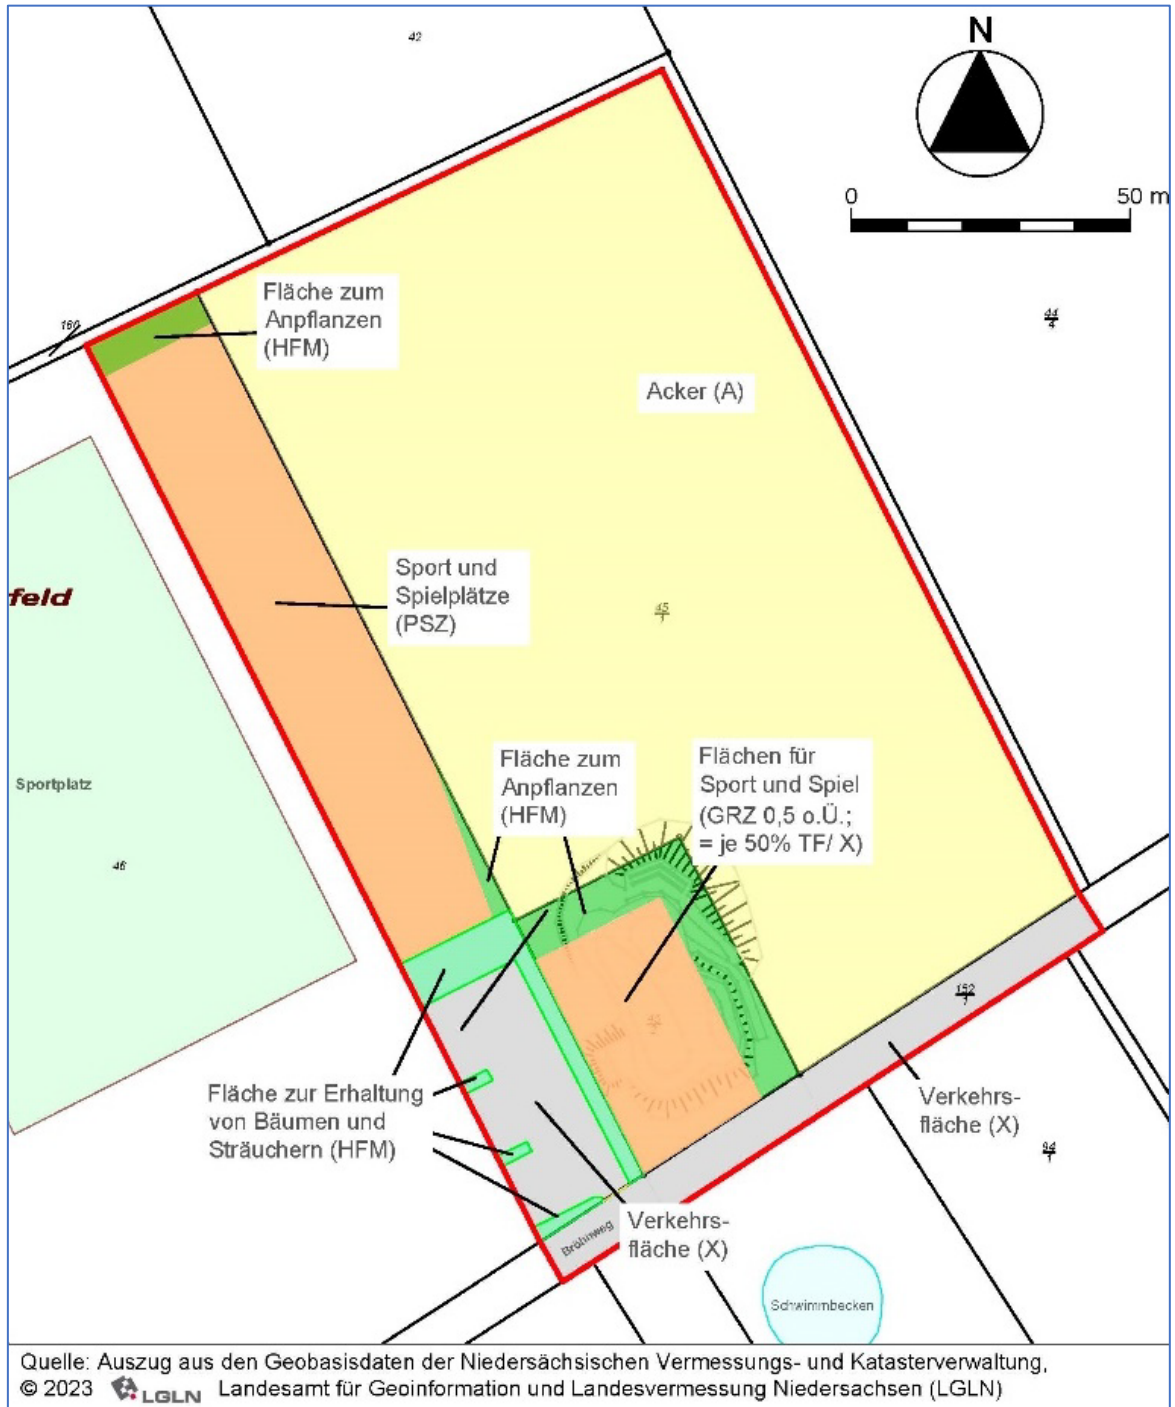 42
N
0 50 m
Fläche zum
Anpflanzen
(HFM)
160
44
4
Acker (A)
Sport und
Spielplätze
(PSZ)
feld
45
1
Fläche zum
Anpflanzen
(HFM)
Flächen für
Sport und Spiel
(GRZ 0,5 o.Ü.;
= je 50% TF/ X)
Sportplatz
46
152
1
Fläche zur Erhaltung
von Bäumen und
Sträuchern (HFM)
Verkehrs-
fläche (X)
Verkehrs-
fläche (X)
Schwimmbecken
Quelle: Auszug aus den Geobasisdaten der Niedersächsischen Vermessungs- und Katasterverwaltung,
© 2023 LGLN Landesamt für Geoinformation und Landesvermessung Niedersachsen (LGLN)